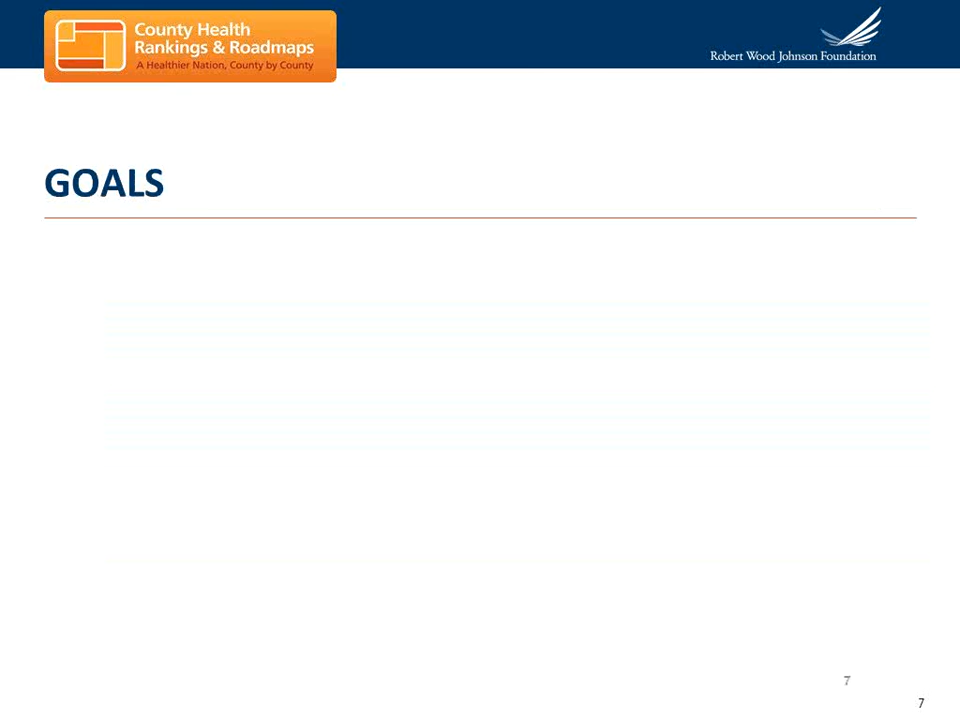 County Health
Rankings & Roadmaps
A Healthier Nation, County by County
Robert Wood Johnson Foundation
GOALS
7
7